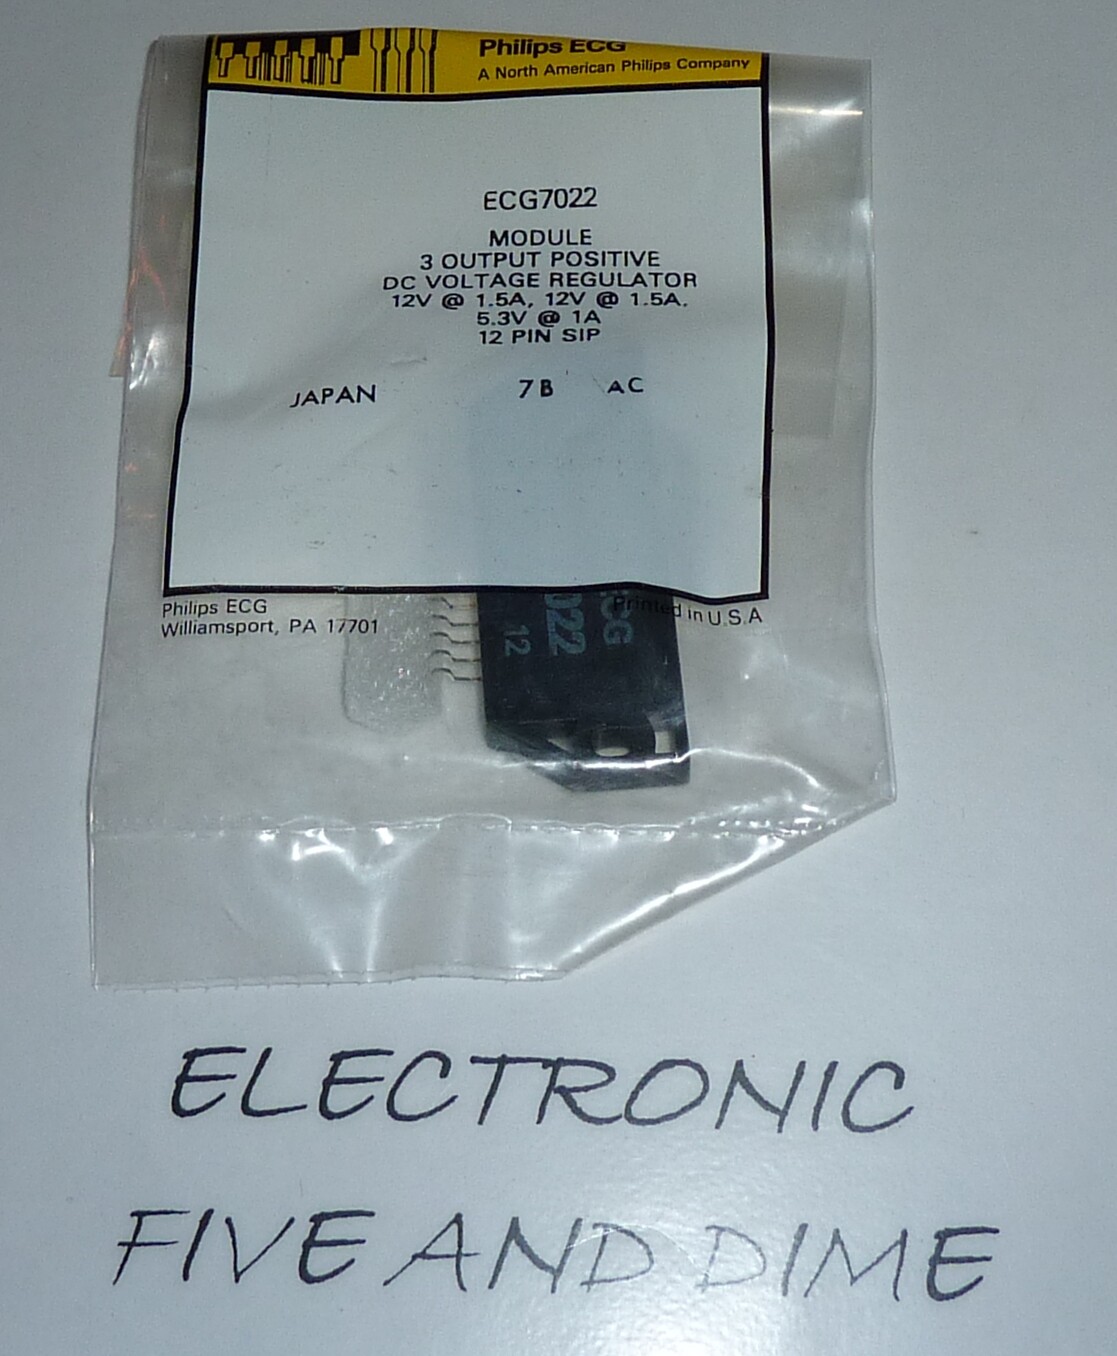 Philips ECG
A North American Philips Company
ECG7022
MODULE
3 OUTPUT POSITIVE
DC VOLTAGE REGULATOR
12V @ 1.5A, 12V @ 1.5A,
5.3V @ 1A
12 PIN SIP
JAPAN 7B AC
Philips ECG
Williamsport, PA 17701
Printed in U.S.A
ECG
022
12
ELECTRONIC
FIVE AND DIME